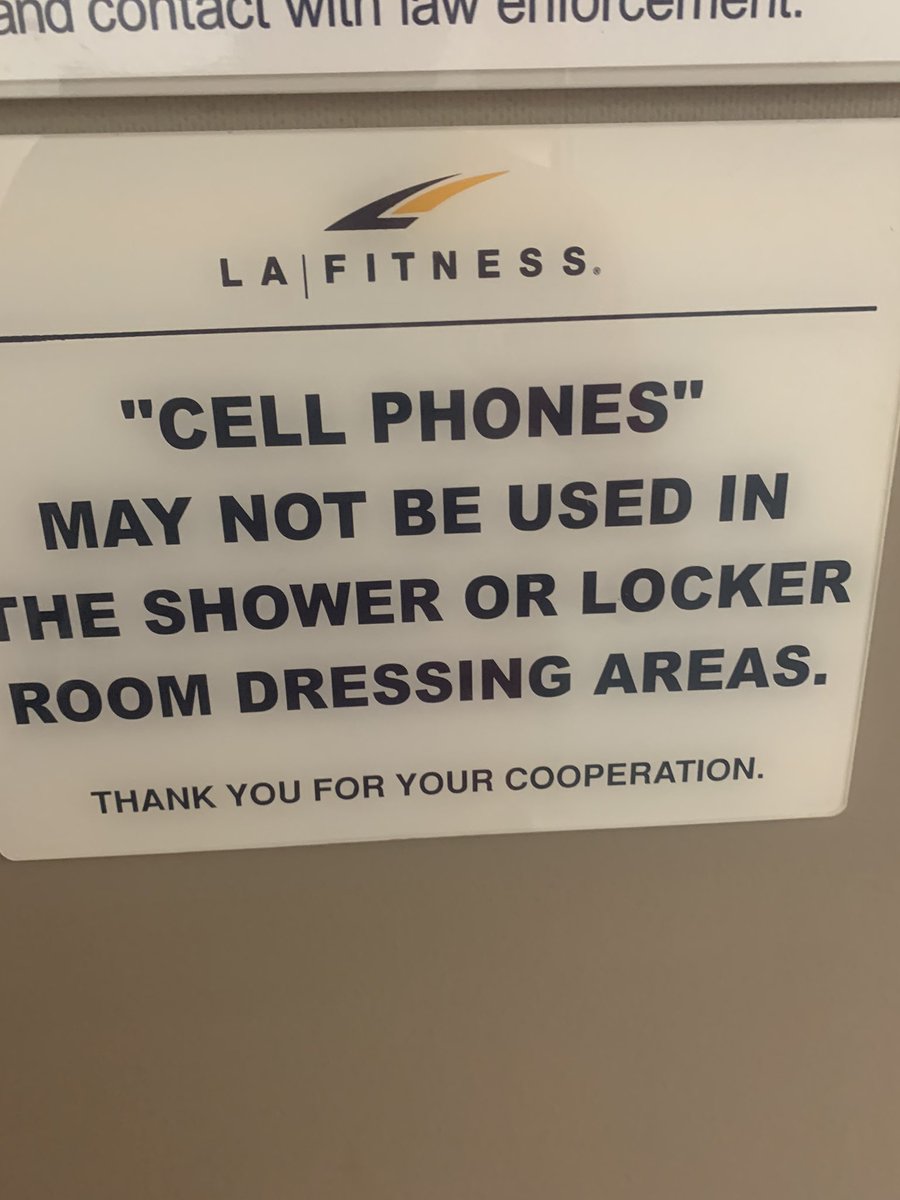 and contact with law enforcement.
LA|FITNESS®
"CELL PHONES"
MAY NOT BE USED IN
THE SHOWER OR LOCKER
ROOM DRESSING AREAS.
THANK YOU FOR YOUR COOPERATION.